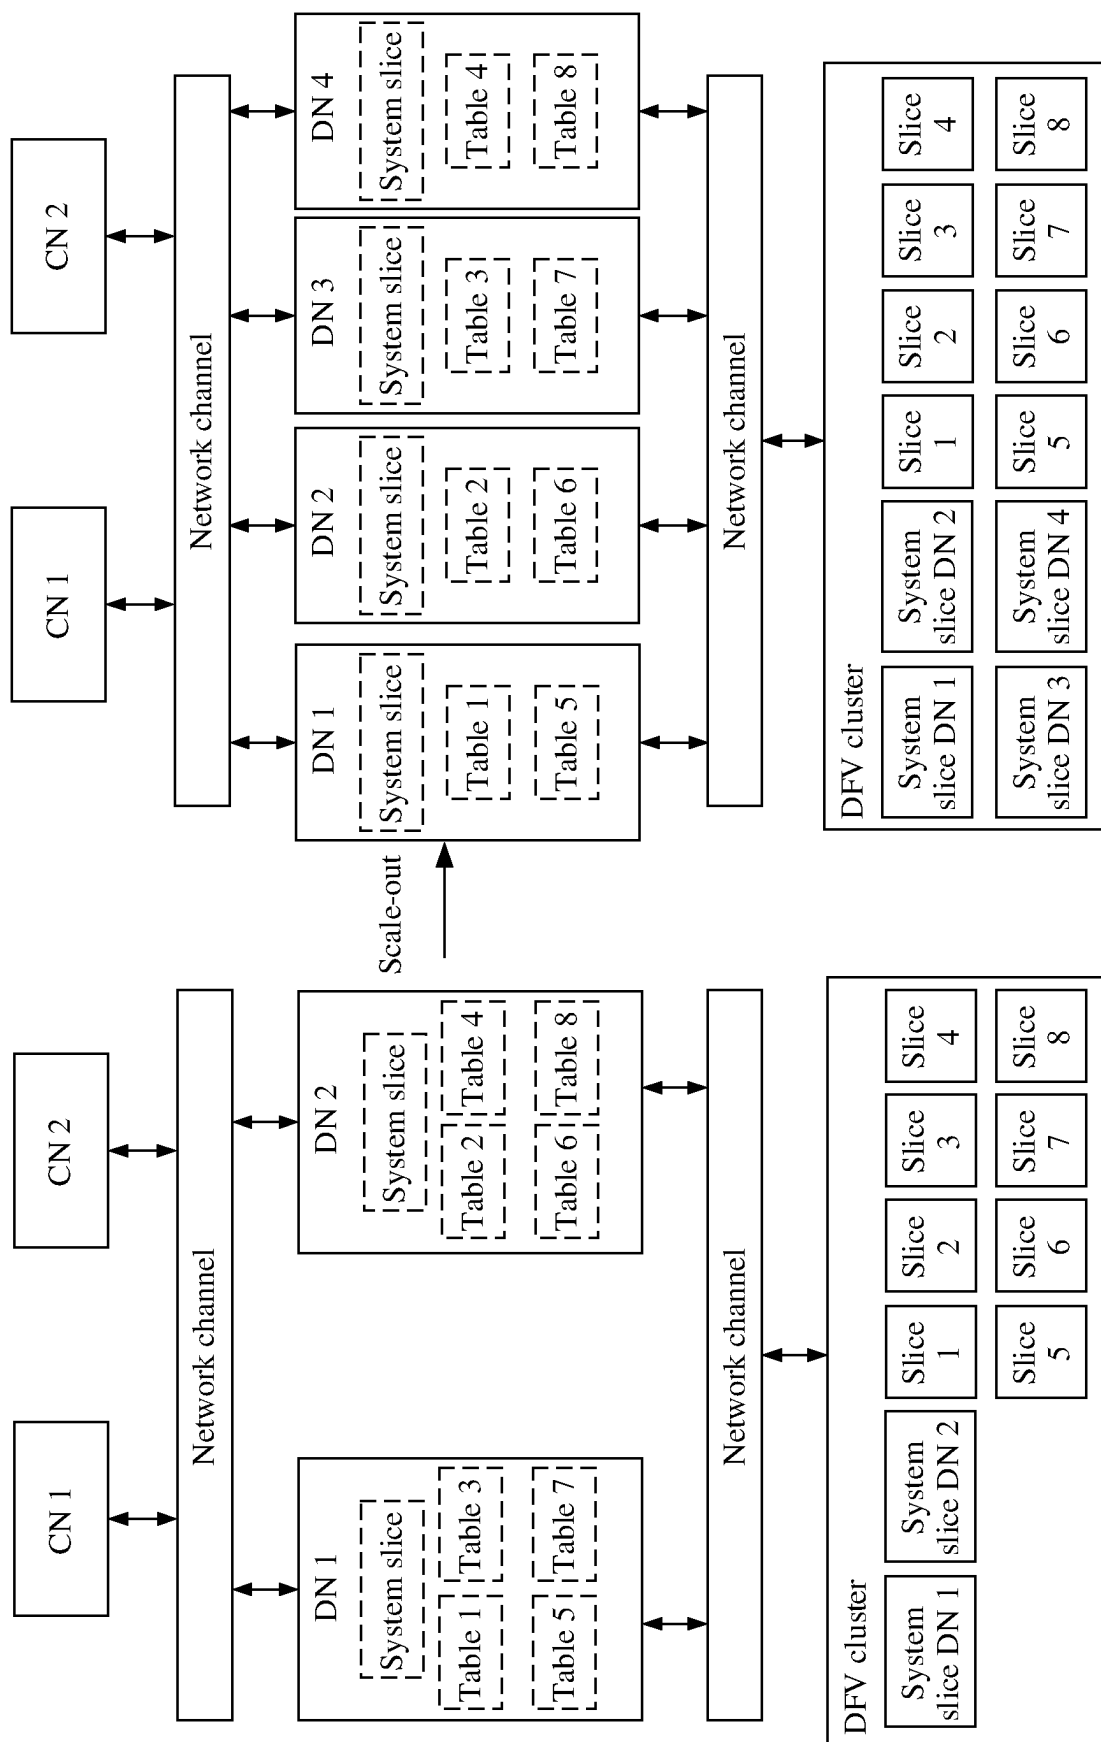 CN 1
CN 2
Network channel
DN 1
System slice
Table 1
Table 3
Table 5
Table 7
DN 2
System slice
Table 2
Table 4
Table 6
Table 8
Network channel
DFV cluster
System
slice DN 1
System
slice DN 2
Slice
1
Slice
2
Slice
3
Slice
4
Slice
5
Slice
6
Slice
7
Slice
8
Scale-out
CN 1
CN 2
Network channel
DN 1
System slice
Table 1
Table 5
DN 2
System slice
Table 2
Table 6
DN 3
System slice
Table 3
Table 7
DN 4
System slice
Table 4
Table 8
Network channel
DFV cluster
System
slice DN 1
System
slice DN 2
Slice
1
Slice
2
Slice
3
Slice
4
System
slice DN 3
System
slice DN 4
Slice
5
Slice
6
Slice
7
Slice
8